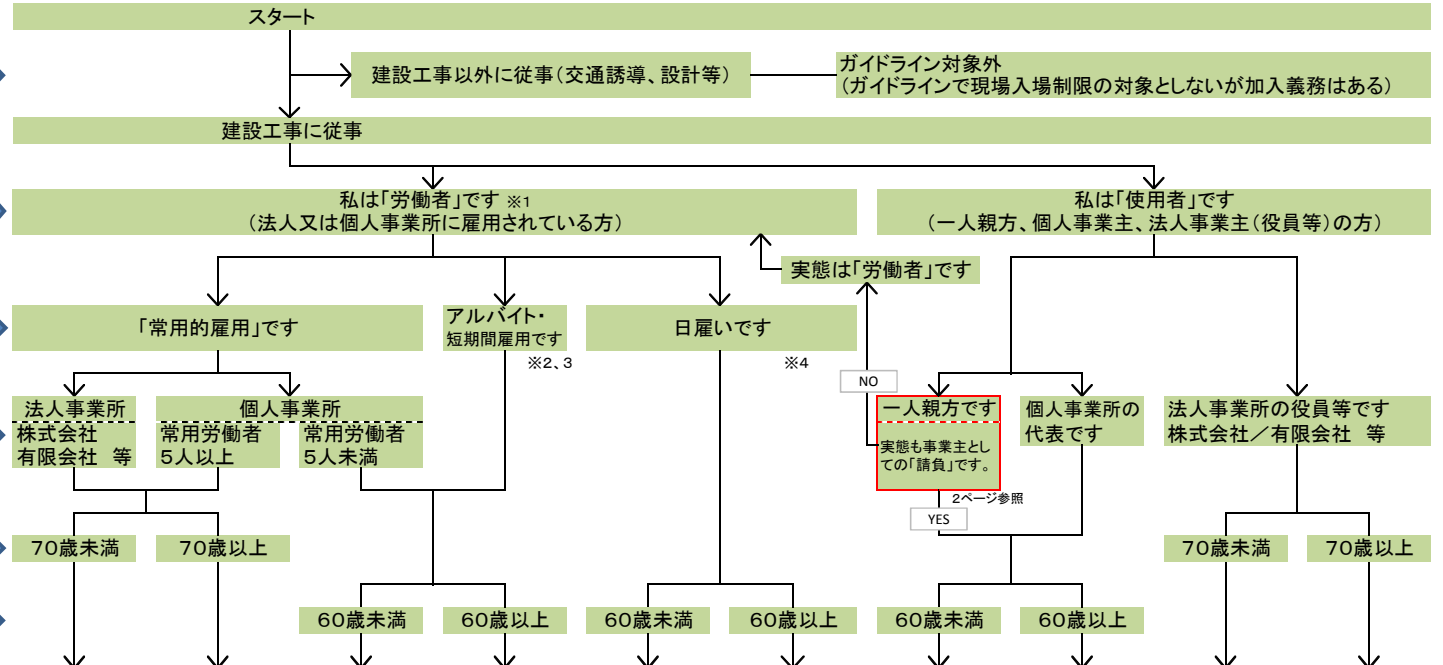 スタート
建設工事以外に従事(交通誘導、設計等)
ガイドライン対象外
(ガイドラインで現場入場制限の対象としないが加入義務はある)
建設工事に従事
私は「労働者」です ※1
(法人又は個人事業所に雇用されている方)
私は「使用者」です
(一人親方、個人事業主、法人事業主(役員等)の方)
実態は「労働者」です
「常用的雇用」です
アルバイト・
短期間雇用です
※2、3
日雇いです
※4
NO
法人事業所
株式会社
有限会社 等
個人事業所
常用労働者
5人以上
常用労働者
5人未満
一人親方です
実態も事業主とし
ての「請負」です。
2ページ参照
YES
個人事業所の
代表です
法人事業所の役員等です
株式会社/有限会社 等
70歳未満
70歳以上
70歳未満
70歳以上
60歳未満
60歳以上
60歳未満
60歳以上
60歳未満
60歳以上